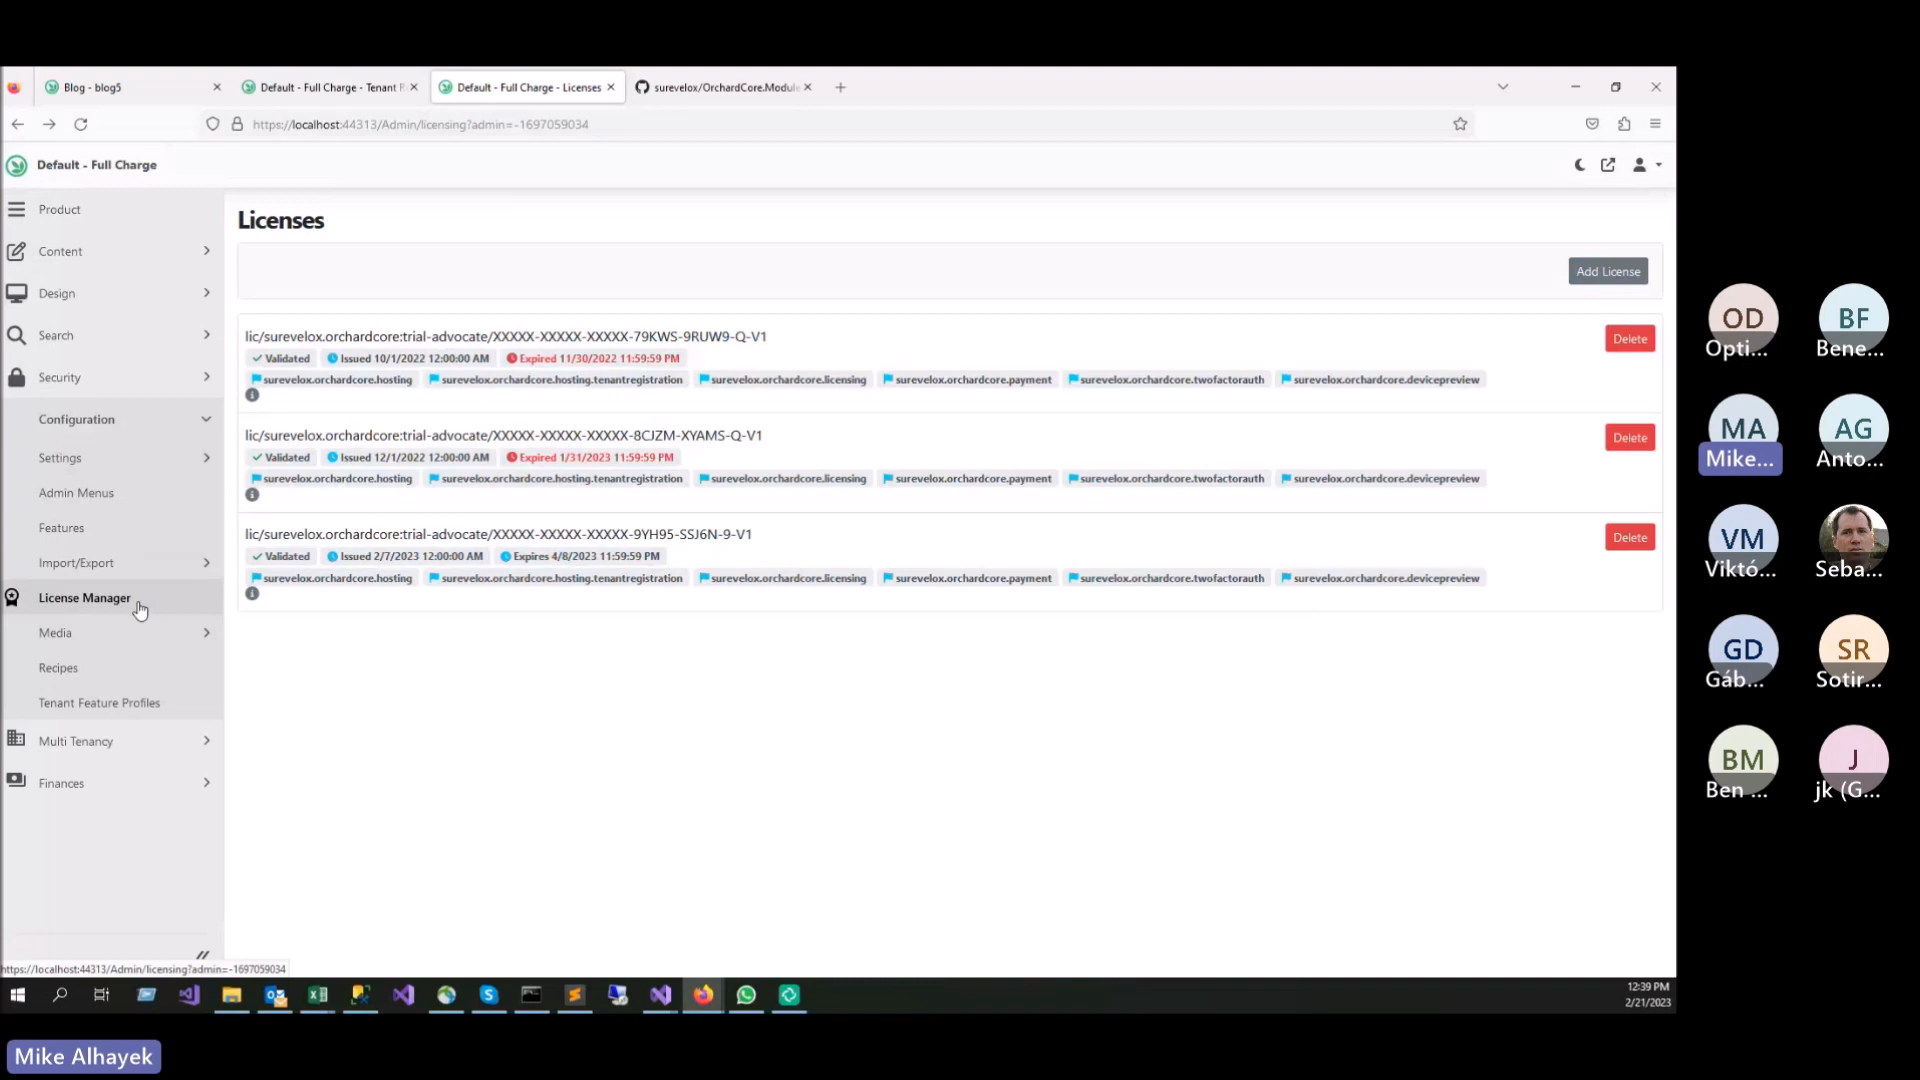 Blog - blog5
Default - Full Charge - Tenant R
Default - Full Charge - Licenses
surevelox/OrchardCore.Module
https://localhost:44313/Admin/licensing?admin=-1697059034
Default - Full Charge
Product
Content
Design
Search
Security
Configuration
Settings
Admin Menus
Features
Import/Export
License Manager
Media
Recipes
Tenant Feature Profiles
Multi Tenancy
Finances
https://localhost:44313/Admin/licensing?admin=-1697059034
Licenses
Add License
lic/surevelox.orchardcore:trial-advocate/XXXXX-XXXXX-XXXXX-79KWS-9RUW9-Q-V1
Delete
Validated Issued 10/1/2022 12:00:00 AM Expired 11/30/2022 11:59:59 PM
surevelox.orchardcore.hosting surevelox.orchardcore.hosting.tenantregistration surevelox.orchardcore.licensing surevelox.orchardcore.payment surevelox.orchardcore.twofactorauth surevelox.orchardcore.devicepreview
lic/surevelox.orchardcore:trial-advocate/XXXXX-XXXXX-XXXXX-8CJZM-XYAMS-Q-V1
Delete
Validated Issued 12/1/2022 12:00:00 AM Expired 1/31/2023 11:59:59 PM
surevelox.orchardcore.hosting surevelox.orchardcore.hosting.tenantregistration surevelox.orchardcore.licensing surevelox.orchardcore.payment surevelox.orchardcore.twofactorauth surevelox.orchardcore.devicepreview
lic/surevelox.orchardcore:trial-advocate/XXXXX-XXXXX-XXXXX-9YH95-SSJ6N-9-V1
Delete
Validated Issued 2/7/2023 12:00:00 AM Expires 4/8/2023 11:59:59 PM
surevelox.orchardcore.hosting surevelox.orchardcore.hosting.tenantregistration surevelox.orchardcore.licensing surevelox.orchardcore.payment surevelox.orchardcore.twofactorauth surevelox.orchardcore.devicepreview
12:39 PM
2/21/2023
OD BF
Opti... Bene...
MA AG
Mike... Anto...
VM
Viktó... Seba...
GD SR
Gáb... Sotir...
BM J
Ben ... jk (G...
Mike Alhayek